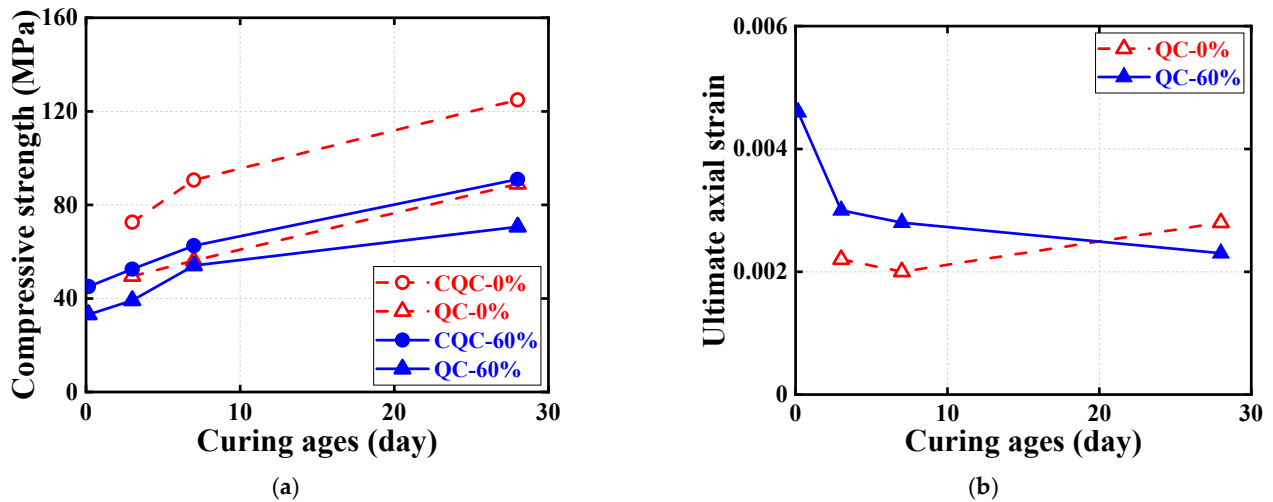 Compressive strength (MPa)
160
120
80
40
0
CQC-0%
QC-0%
CQC-60%
QC-60%
0 10 20 30
Curing ages (day)
(a)
Ultimate axial strain
0.006
0.004
0.002
0
QC-0%
QC-60%
0 10 20 30
Curing ages (day)
(b)